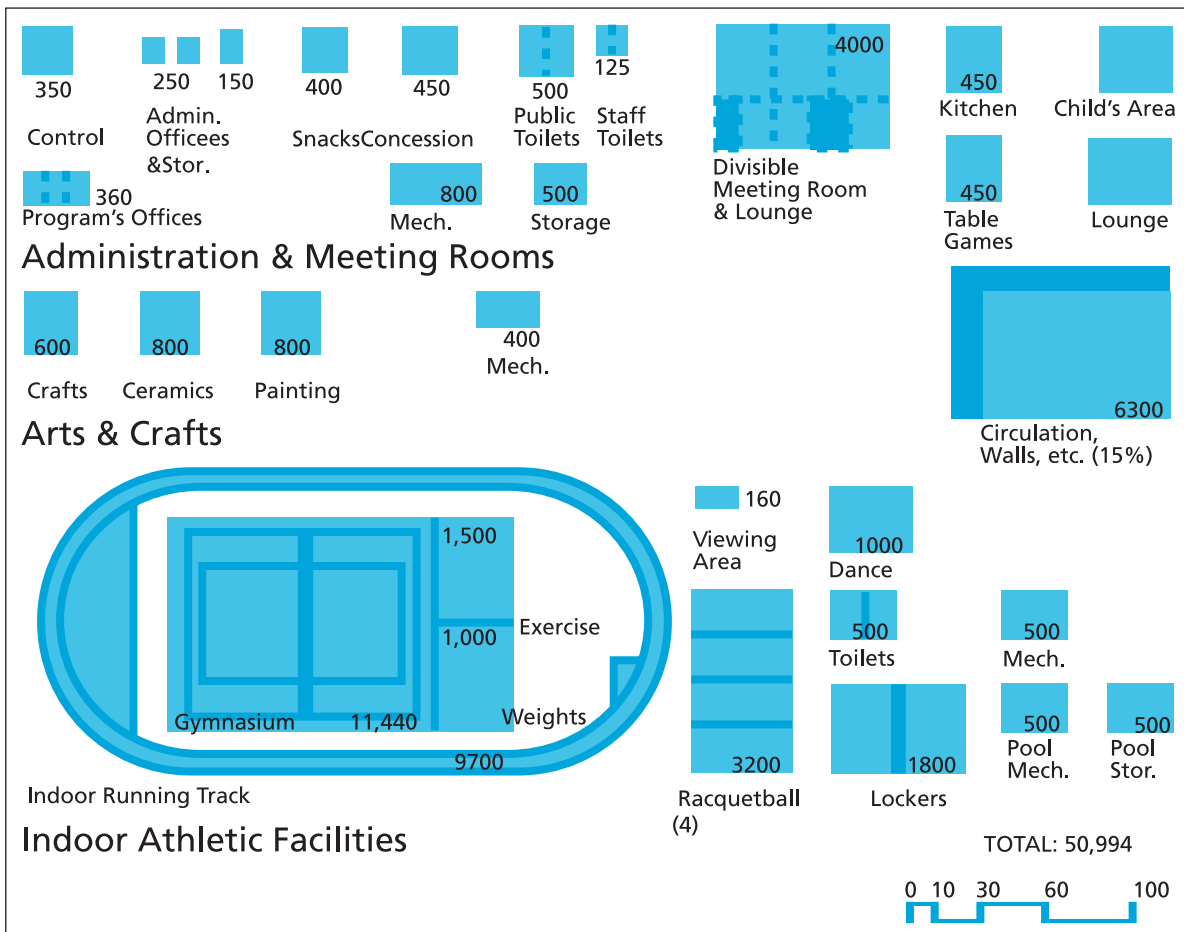 350
Control
250
150
Admin.
Officees
&Stor.
400
Snacks
450
Concession
500
Public
Toilets
125
Staff
Toilets
4000
Divisible
Meeting Room
& Lounge
450
Kitchen
Child's Area
360
Program's Offices
800
Mech.
500
Storage
450
Table
Games
Lounge
Administration & Meeting Rooms
600
Crafts
800
Ceramics
800
Painting
400
Mech.
6300
Circulation,
Walls, etc. (15%)
Arts & Crafts
1,500
Exercise
1,000
Weights
Gymnasium 11,440
9700
Indoor Running Track
160
Viewing
Area
1000
Dance
500
Toilets
500
Mech.
3200
Racquetball
(4)
1800
Lockers
500
Pool
Mech.
500
Pool
Stor.
Indoor Athletic Facilities
TOTAL: 50,994
0 10 30 60 100